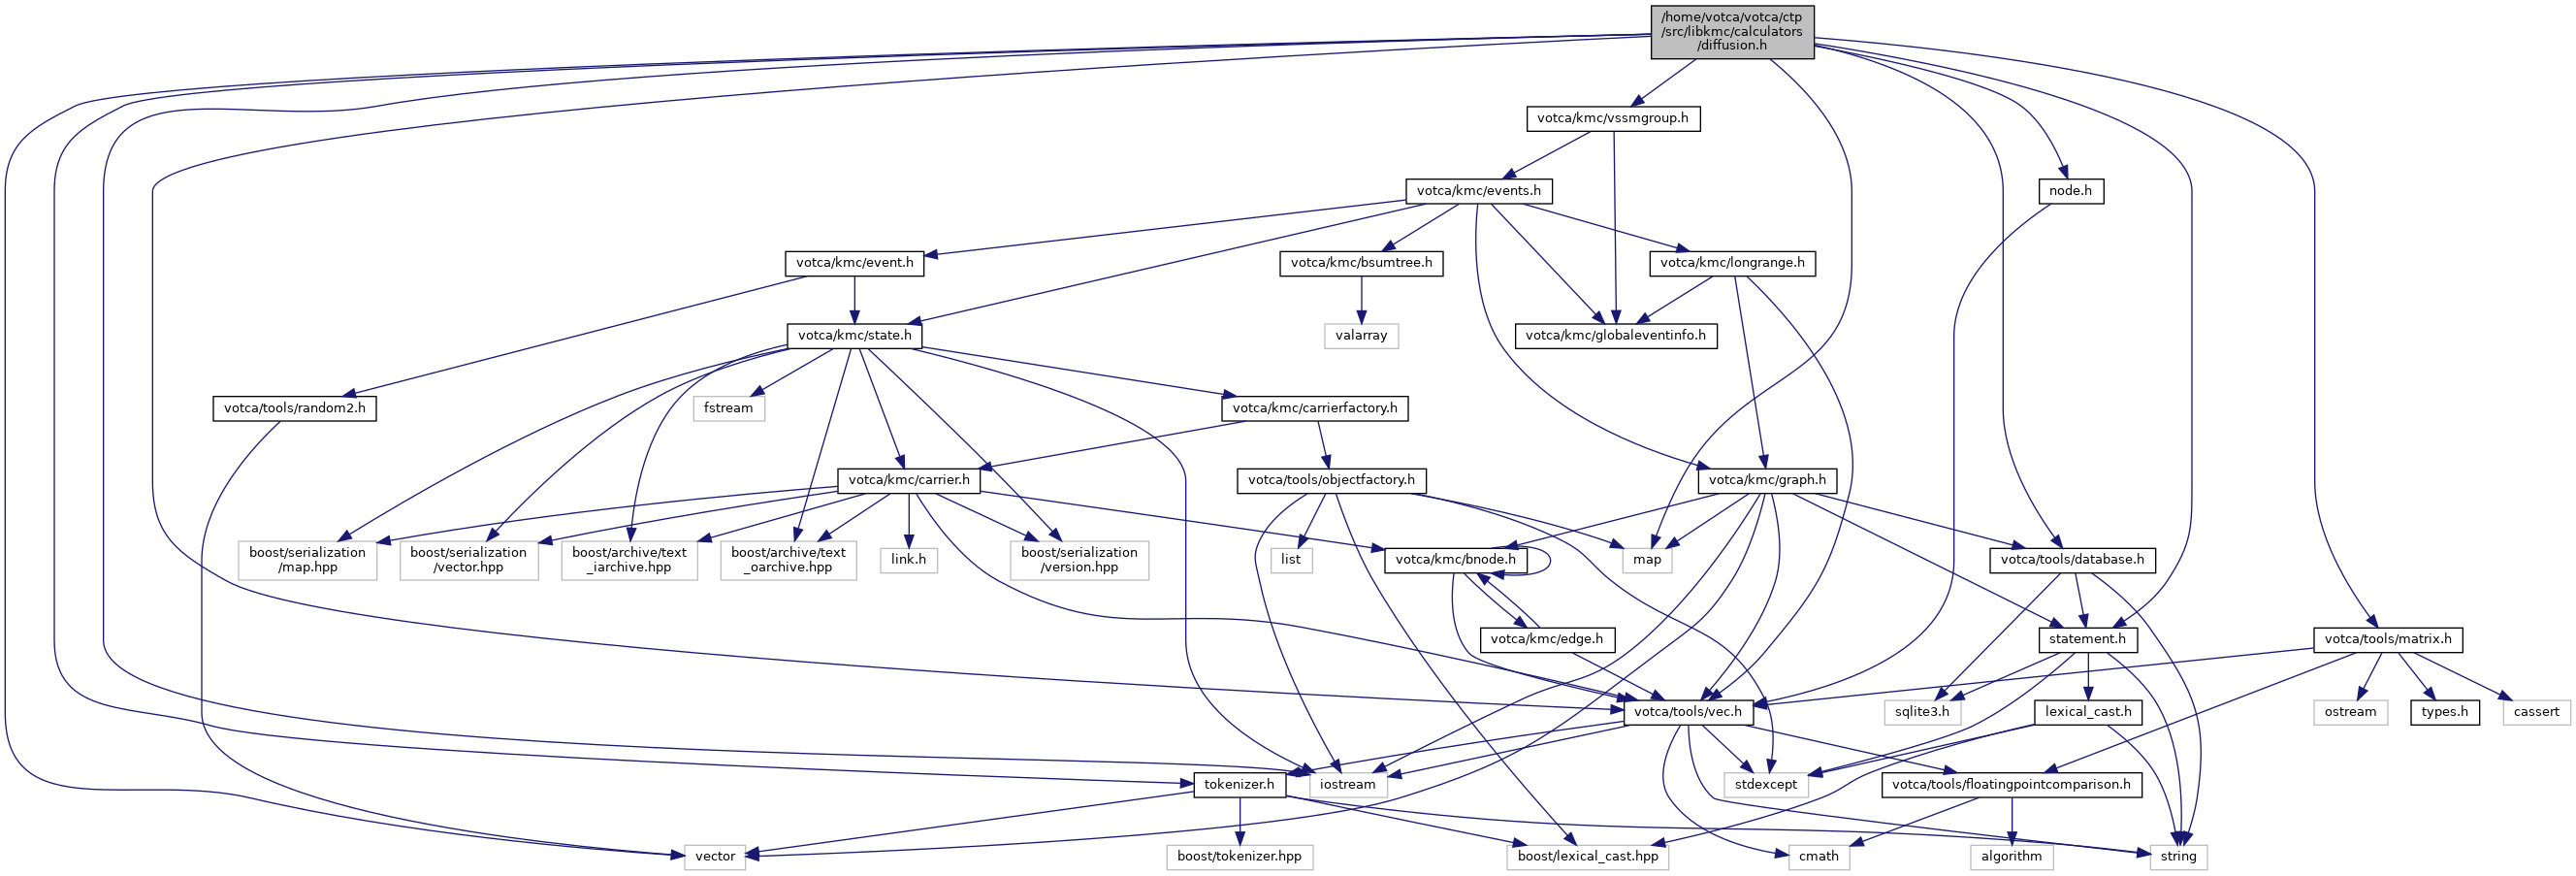 /home/votca/votca/ctp
/src/libkmc/calculators
/diffusion.h
votca/kmc/vssmgroup.h
votca/kmc/events.h
node.h
votca/kmc/event.h
votca/kmc/bsumtree.h
votca/kmc/longrange.h
votca/kmc/state.h
valarray
votca/kmc/globaleventinfo.h
votca/tools/random2.h
fstream
votca/kmc/carrierfactory.h
votca/kmc/carrier.h
votca/tools/objectfactory.h
votca/kmc/graph.h
boost/serialization
/map.hpp
boost/serialization
/vector.hpp
boost/archive/text
_iarchive.hpp
boost/archive/text
_oarchive.hpp
link.h
boost/serialization
/version.hpp
list
votca/kmc/bnode.h
map
votca/tools/database.h
votca/kmc/edge.h
statement.h
votca/tools/matrix.h
votca/tools/vec.h
sqlite3.h
lexical_cast.h
ostream
types.h
cassert
tokenizer.h
iostream
stdexcept
votca/tools/floatingpointcomparison.h
vector
boost/tokenizer.hpp
boost/lexical_cast.hpp
cmath
algorithm
string